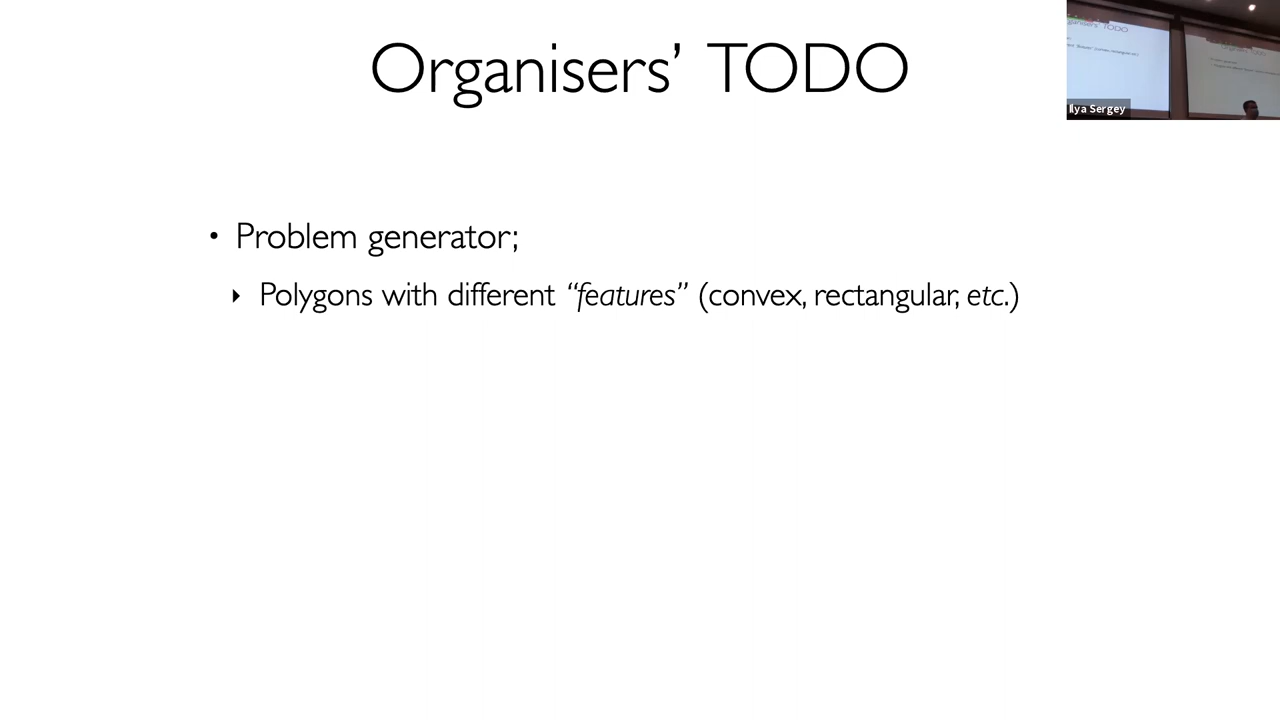 Organisers’ TODO
Ilya Sergey
• Problem generator;
‣ Polygons with different “features” (convex, rectangular, etc.)